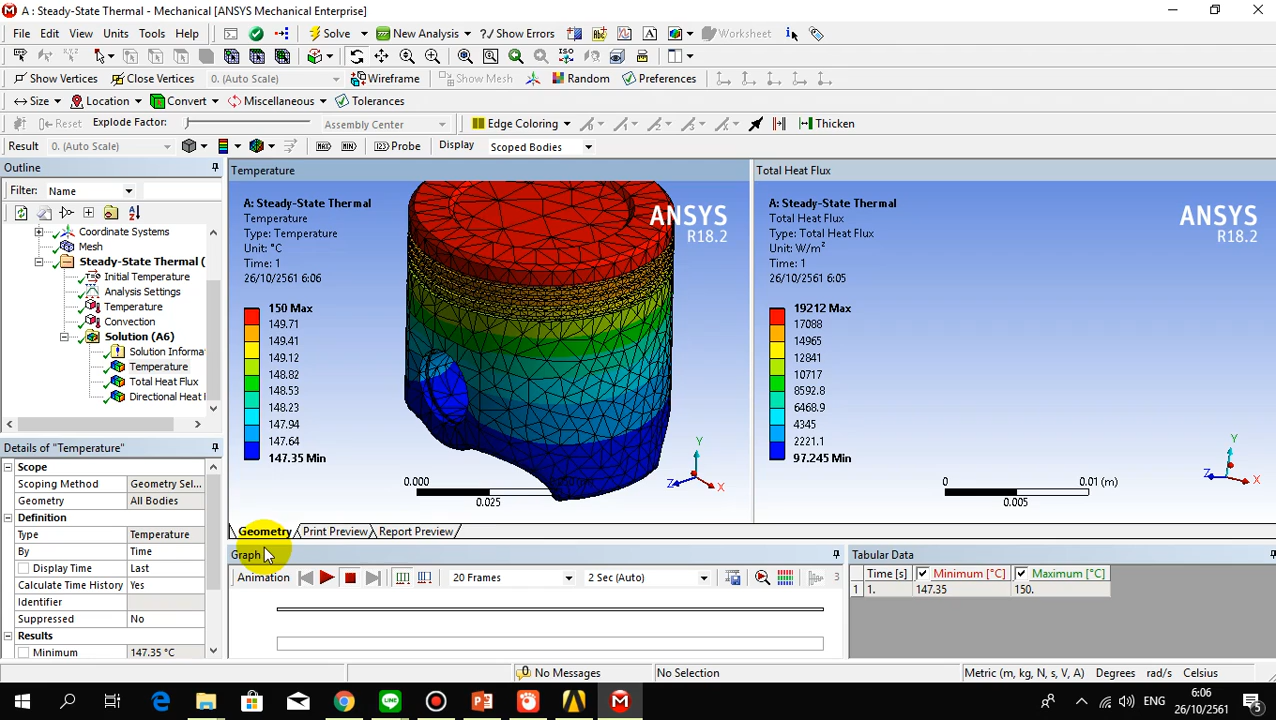 A : Steady-State Thermal - Mechanical [ANSYS Mechanical Enterprise]
File Edit View Units Tools Help Solve New Analysis Show Errors Worksheet
Show Vertices Close Vertices 0. (Auto Scale) Wireframe Show Mesh Random Preferences
Size Location Convert Miscellaneous Tolerances
Reset Explode Factor: Assembly Center Edge Coloring Thicken
Result 0. (Auto Scale) MAX MIN Probe Display Scoped Bodies
Outline
Filter: Name
Coordinate Systems
Mesh
Steady-State Thermal (
Initial Temperature
Analysis Settings
Temperature
Convection
Solution (A6)
Solution Informa
Temperature
Total Heat Flux
Directional Heat
Details of "Temperature"
Scope
Scoping Method Geometry Sel...
Geometry All Bodies
Definition
Type Temperature
By Time
Display Time Last
Calculate Time History Yes
Identifier
Suppressed No
Results
Minimum 147.35 °C
Temperature
A: Steady-State Thermal
Temperature
Type: Temperature
Unit: °C
Time: 1
26/10/2561 6:06
150 Max
149.71
149.41
149.12
148.82
148.53
148.23
147.94
147.64
147.35 Min
ANSYS
R18.2
0.000
0.025
Y
Z
X
Total Heat Flux
A: Steady-State Thermal
Total Heat Flux
Type: Total Heat Flux
Unit: W/m²
Time: 1
26/10/2561 6:05
19212 Max
17088
14965
12841
10717
8592.8
6468.9
4345
2221.1
97.245 Min
ANSYS
R18.2
0 0.01 (m)
0.005
Y
Z
X
Geometry Print Preview Report Preview
Graph
Animation 20 Frames 2 Sec (Auto) 3
Tabular Data
Time [s] Minimum [°C] Maximum [°C]
1 1. 147.35 150.
No Messages No Selection Metric (m, kg, N, s, V, A) Degrees rad/s Celsius
ENG
6:06
26/10/2561
5